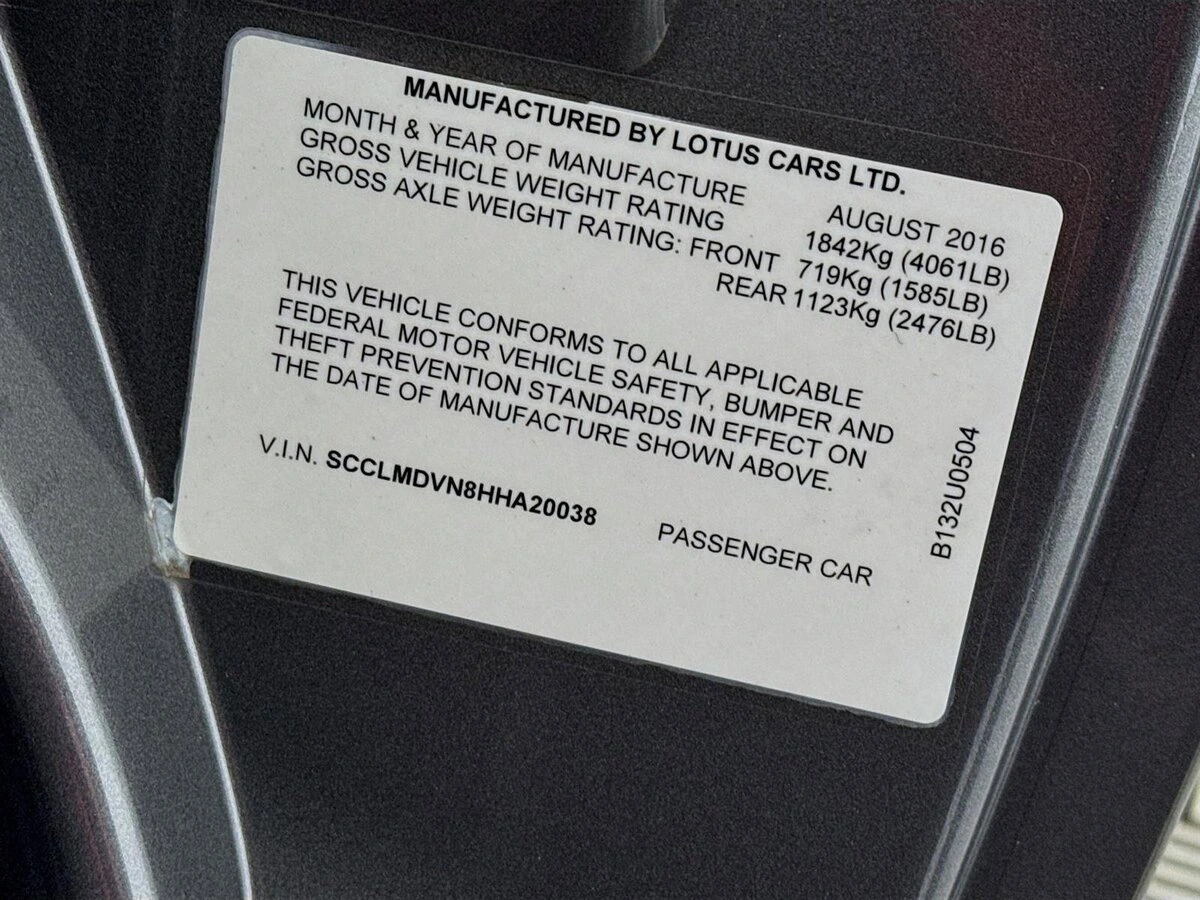 MANUFACTURED BY LOTUS CARS LTD.
MONTH & YEAR OF MANUFACTURE AUGUST 2016
GROSS VEHICLE WEIGHT RATING 1842Kg (4061LB)
GROSS AXLE WEIGHT RATING: FRONT 719Kg (1585LB)
REAR 1123Kg (2476LB)
THIS VEHICLE CONFORMS TO ALL APPLICABLE
FEDERAL MOTOR VEHICLE SAFETY, BUMPER AND
THEFT PREVENTION STANDARDS IN EFFECT ON
THE DATE OF MANUFACTURE SHOWN ABOVE.
V.I.N. SCCLMDVN8HHA20038 PASSENGER CAR
B132U0504